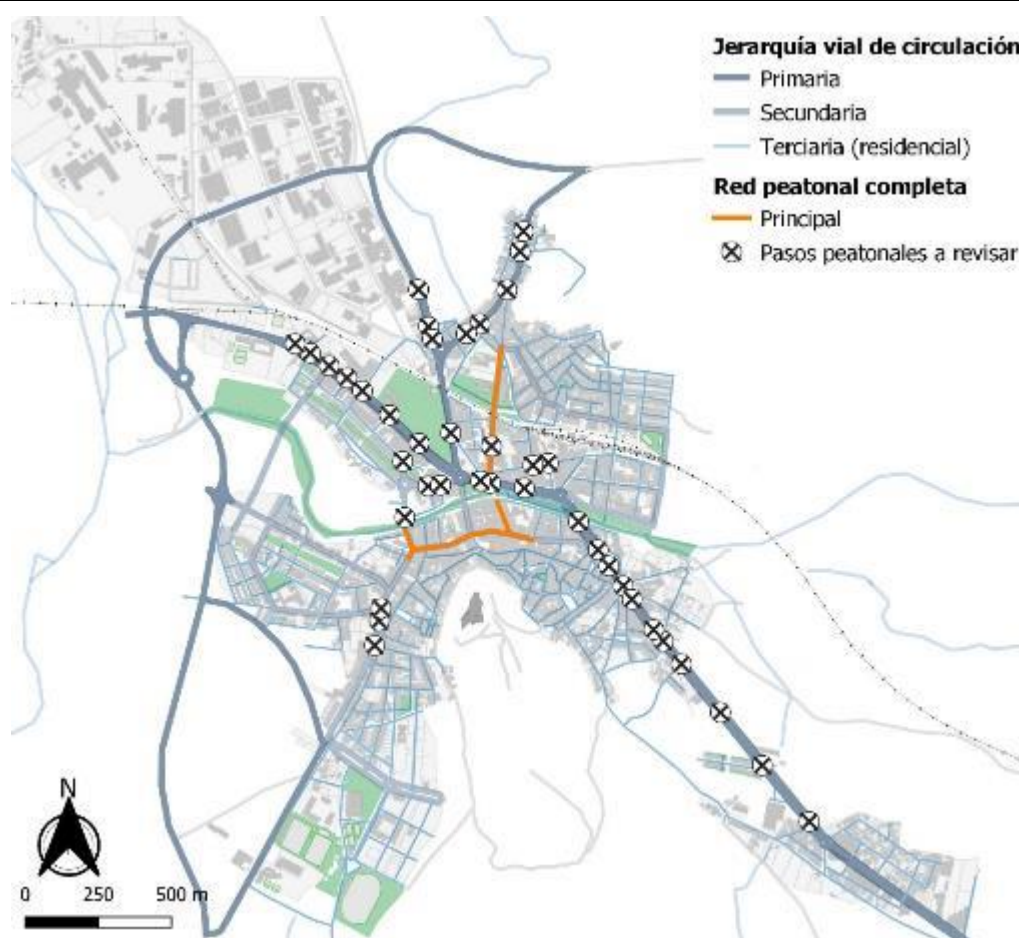 Jerarquía vial de circulación
Primaria
Secundaria
Terciaria (residencial)
Red peatonal completa
Principal
Pasos peatonales a revisar
N
0 250 500 m